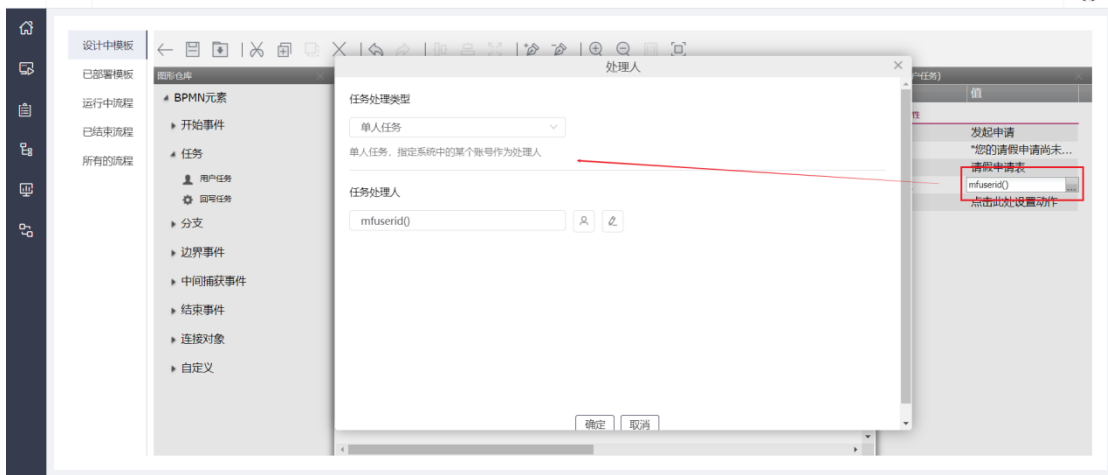 设计中模板
已部署模板
运行中流程
已结束流程
所有的流程
图形仓库
BPMN元素
开始事件
任务
用户任务
回写任务
分支
边界事件
中间捕获事件
结束事件
连接对象
自定义
处理人
任务处理类型
单人任务
单人任务，指定系统中的某个账号作为处理人
任务处理人
mfuserid()
确定
取消
户任务)
值
性
发起申请
"您的请假申请尚未...
请假申请表
mfuserid()
...
点击此处设置动作